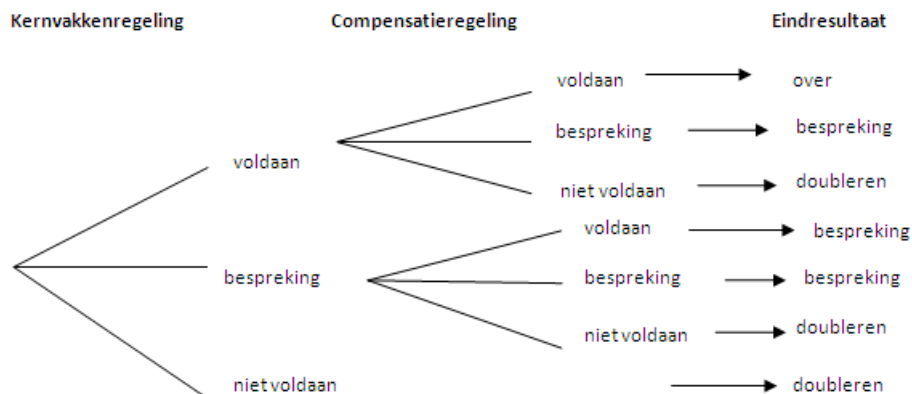 Kernvakkenregeling Compensatieregeling Eindresultaat
voldaan over
bespreking bespreking
voldaan
niet voldaan doubleren
voldaan bespreking
bespreking bespreking bespreking
niet voldaan doubleren
niet voldaan doubleren